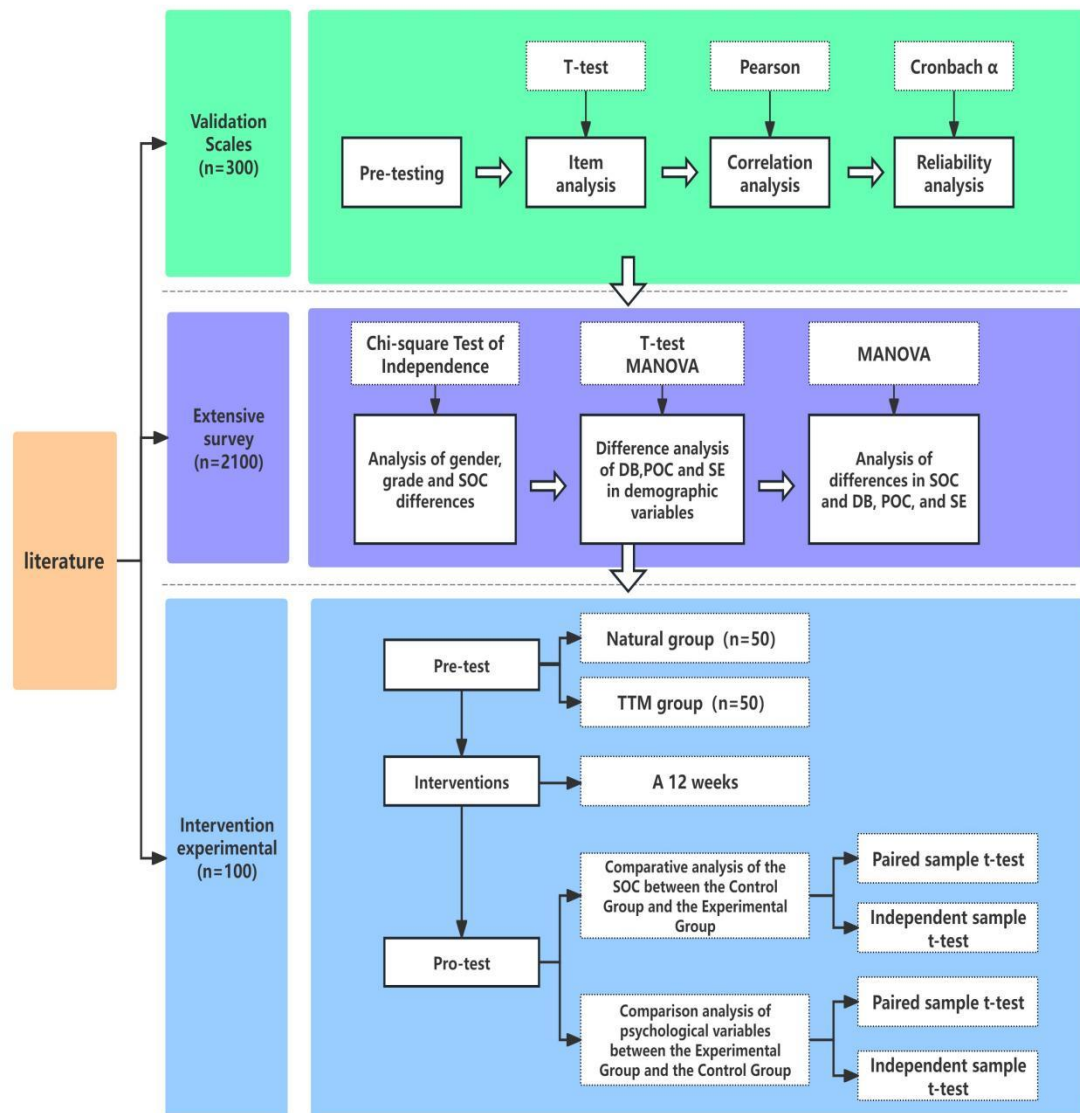 literature
Validation
Scales
(n=300)
T-test
Pearson
Cronbach α
Pre-testing
Item
analysis
Correlation
analysis
Reliability
analysis
Extensive
survey
(n=2100)
Chi-square Test of
Independence
T-test
MANOVA
MANOVA
Analysis of gender,
grade and SOC
differences
Difference analysis
of DB,POC and SE
in demographic
variables
Analysis of
differences in SOC
and DB, POC, and SE
Intervention
experimental
(n=100)
Pre-test
Natural group (n=50)
TTM group (n=50)
Interventions
A 12 weeks
Pro-test
Comparative analysis of the
SOC between the Control
Group and the Experimental
Group
Paired sample t-test
Independent sample
t-test
Comparison analysis of
psychological variables
between the Experimental
Group and the Control Group
Paired sample t-test
Independent sample
t-test